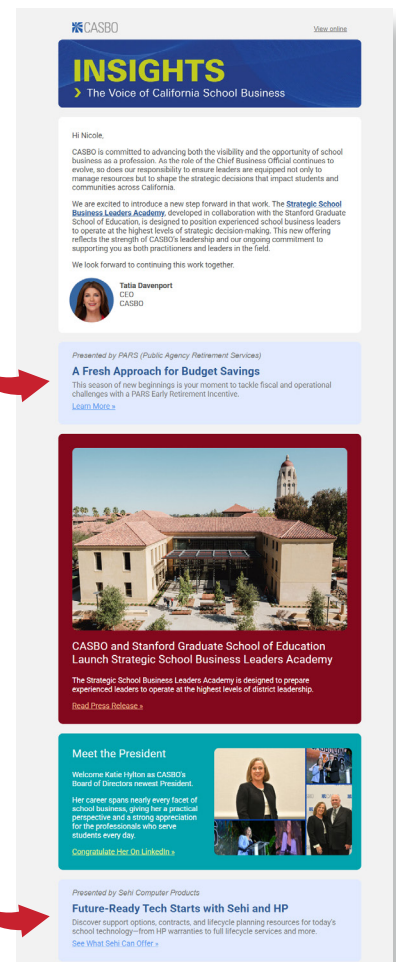 CASBO
View online
INSIGHTS
The Voice of California School Business
Hi Nicole,
CASBO is committed to advancing both the visibility and the opportunity of school
business as a profession. As the role of the Chief Business Official continues to
evolve, so does our responsibility to ensure leaders are equipped not only to
manage resources but to shape the strategic decisions that impact students and
communities across California.
We are excited to introduce a new step forward in that work. The Strategic School
Business Leaders Academy, developed in collaboration with the Stanford Graduate
School of Education, is designed to position experienced school business leaders
to operate at the highest levels of strategic decision-making. This new offering
reflects the strength of CASBO's leadership and our ongoing commitment to
supporting you as both practitioners and leaders in the field.
We look forward to continuing this work together.
Tatia Davenport
CEO
CASBO
Presented by PARS (Public Agency Retirement Services)
A Fresh Approach for Budget Savings
This season of new beginnings is your moment to tackle fiscal and operational
challenges with a PARS Early Retirement Incentive.
Learn More »
CASBO and Stanford Graduate School of Education
Launch Strategic School Business Leaders Academy
The Strategic School Business Leaders Academy is designed to prepare
experienced leaders to operate at the highest levels of district leadership.
Read Press Release »
Meet the President
Welcome Katie Hylton as CASBO's
Board of Directors newest President.
Her career spans nearly every facet of
school business, giving her a practical
perspective and a strong appreciation
for the professionals who serve
students every day.
Congratulate Her On LinkedIn »
Presented by Sehi Computer Products
Future-Ready Tech Starts with Sehi and HP
Discover support options, contracts, and lifecycle planning resources for today's
school technology—from HP warranties to full lifecycle services and more.
See What Sehi Can Offer »